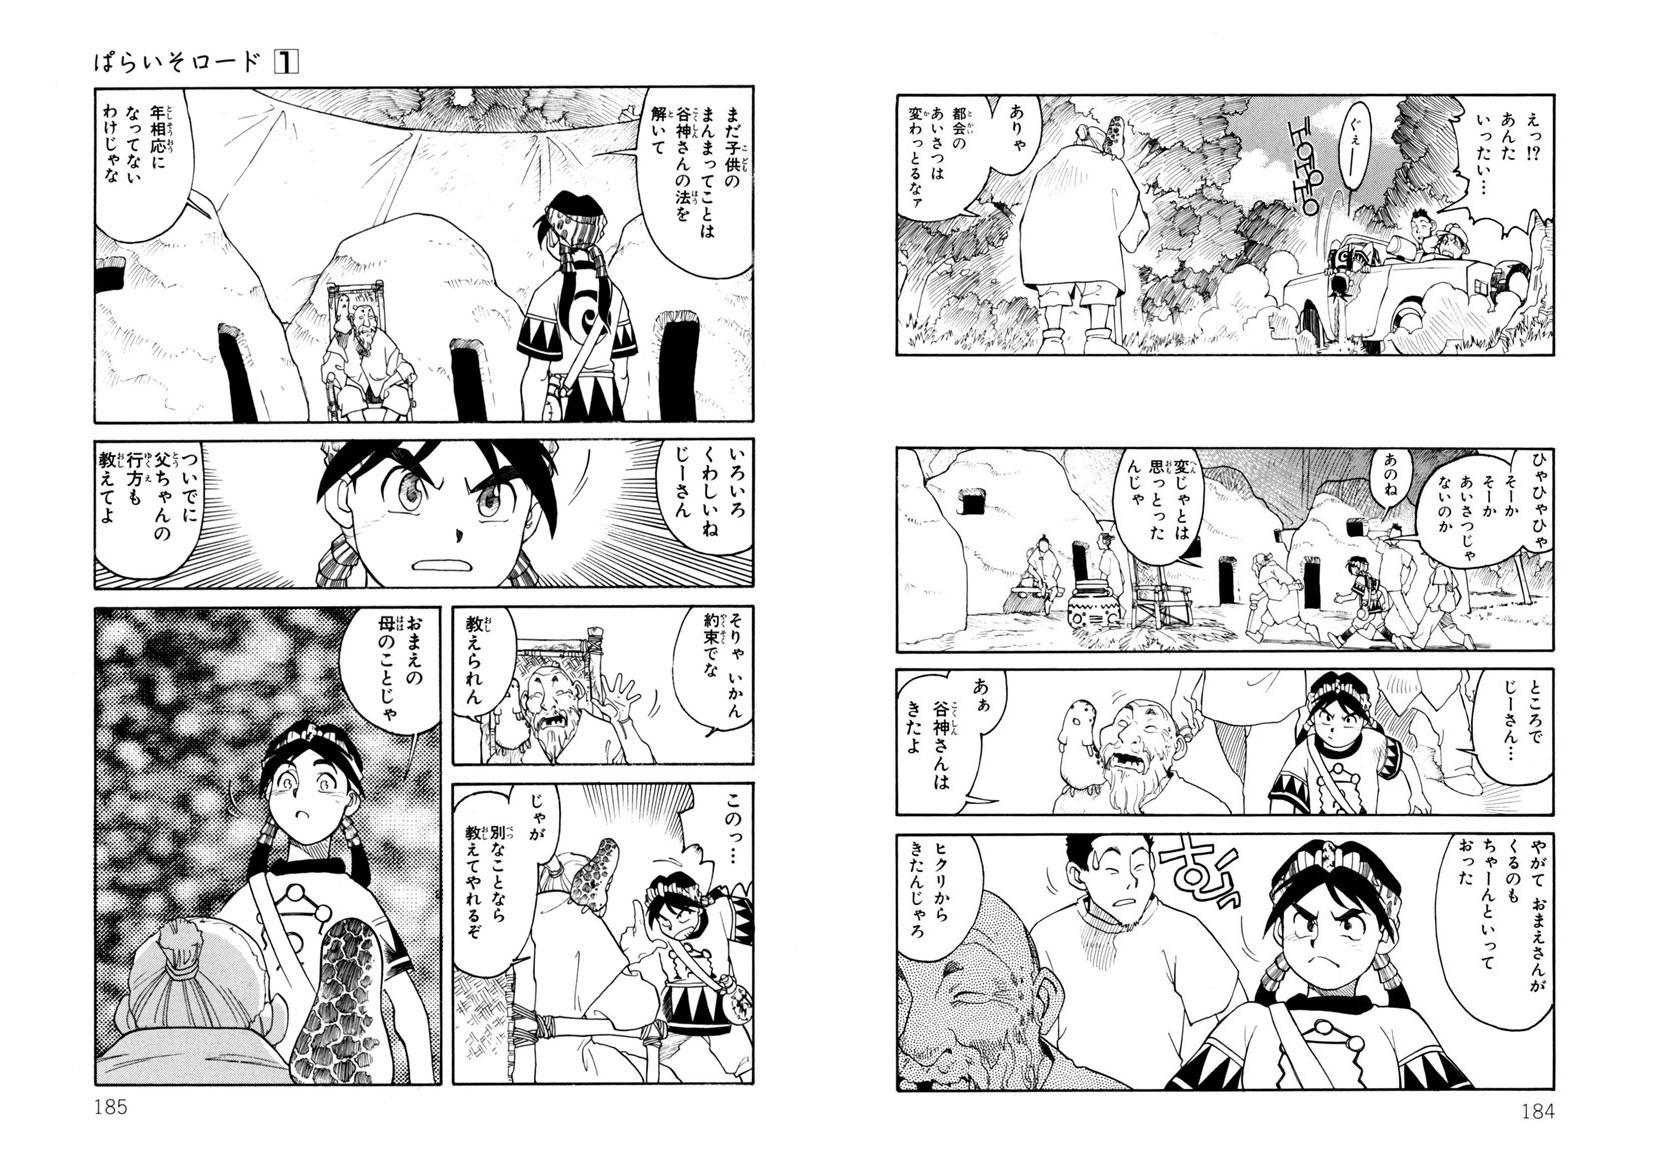 えっ!?
あんた
いったい…
ぐぇー
ドドドド
ありゃ
都会の
あいさつは
変わっとるなァ
ひゃひゃひゃ
そーか
そーか
あいさつじゃ
ないのか
あのね
変じゃとは
思っとった
んじゃ
ところで
じーさん…
あぁ
谷神さんは
きたよ
やがて おまえさんが
くるのも
ちゃーんといって
おった
ヒクリから
きたんじゃろ
184
ぱらいそロード 1
まだ子供の
まんまってことは
谷神さんの法を
解いて
年相応に
なってない
わけじゃな
いろいろ
くわしいね
じーさん
ついでに
父ちゃんの
行方も
教えてよ
そりゃ いかん
約束でな
教えられん
このっ…
じゃが
別なことなら
教えてやれるぞ
おまえの
母のことじゃ
185